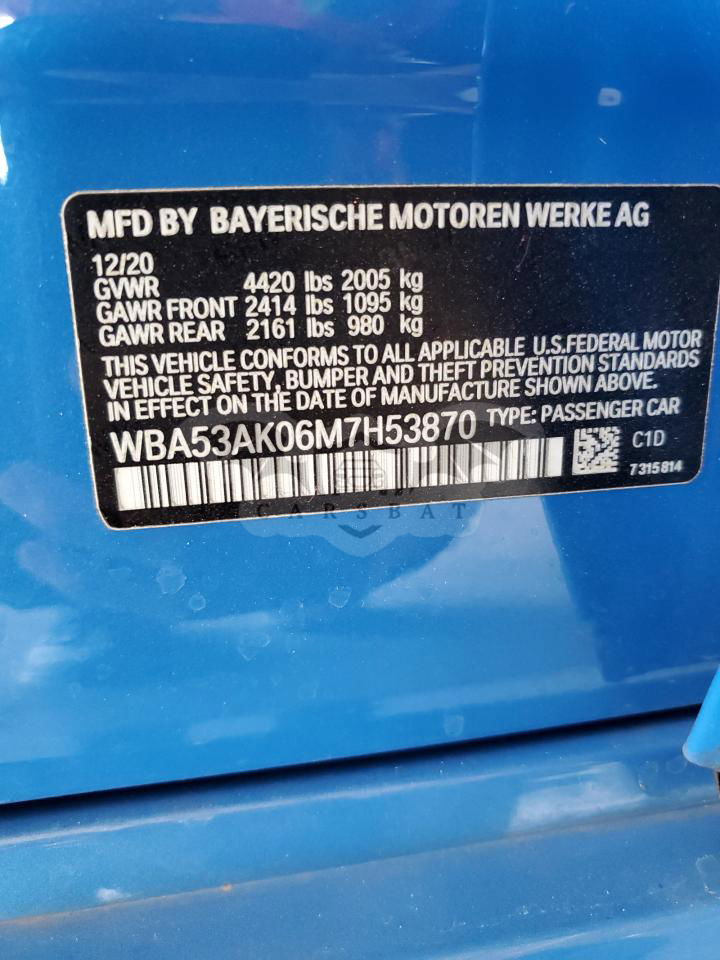 MFD BY BAYERISCHE MOTOREN WERKE AG
12/20
GVWR 4420 lbs 2005 kg
GAWR FRONT 2414 lbs 1095 kg
GAWR REAR 2161 lbs 980 kg
THIS VEHICLE CONFORMS TO ALL APPLICABLE U.S.FEDERAL MOTOR
VEHICLE SAFETY, BUMPER AND THEFT PREVENTION STANDARDS
IN EFFECT ON THE DATE OF MANUFACTURE SHOWN ABOVE.
WBA53AK06M7H53870 TYPE: PASSENGER CAR
C1D
7315814
CARSBAT